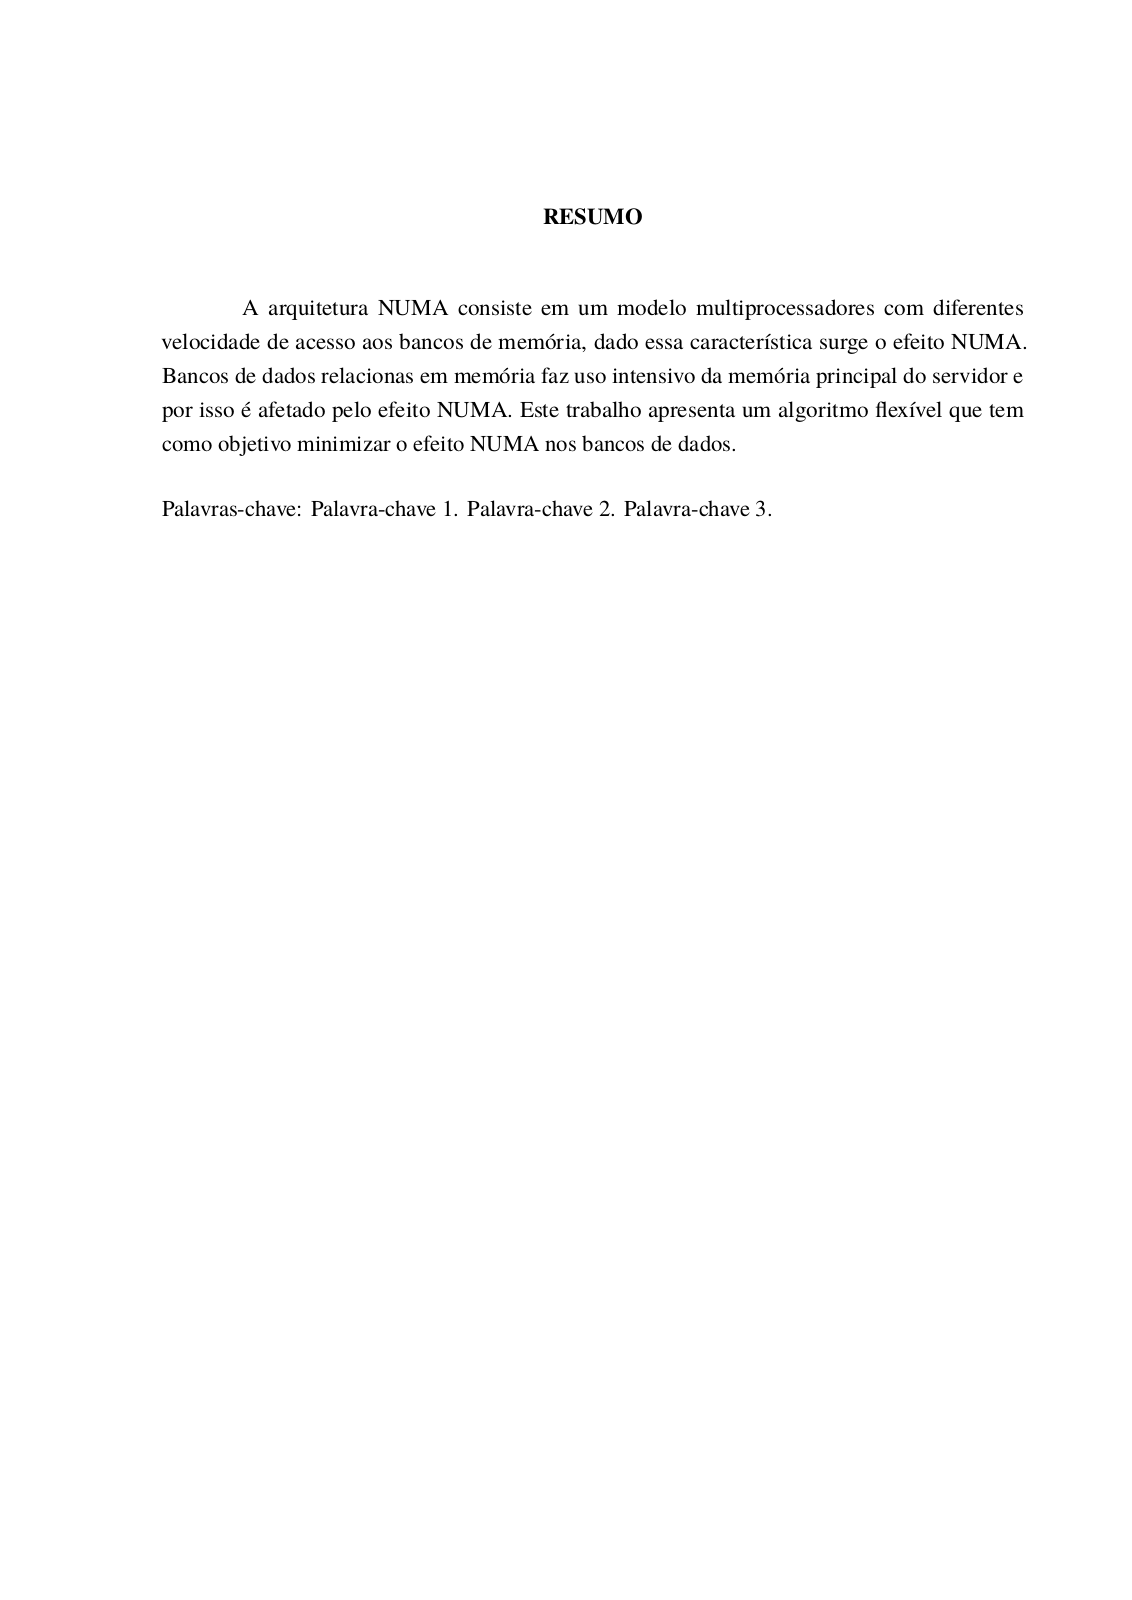 RESUMO
A arquitetura NUMA consiste em um modelo multiprocessadores com diferentes
velocidade de acesso aos bancos de memória, dado essa característica surge o efeito NUMA.
Bancos de dados relacionas em memória faz uso intensivo da memória principal do servidor e
por isso é afetado pelo efeito NUMA. Este trabalho apresenta um algoritmo flexível que tem
como objetivo minimizar o efeito NUMA nos bancos de dados.
Palavras-chave: Palavra-chave 1. Palavra-chave 2. Palavra-chave 3.